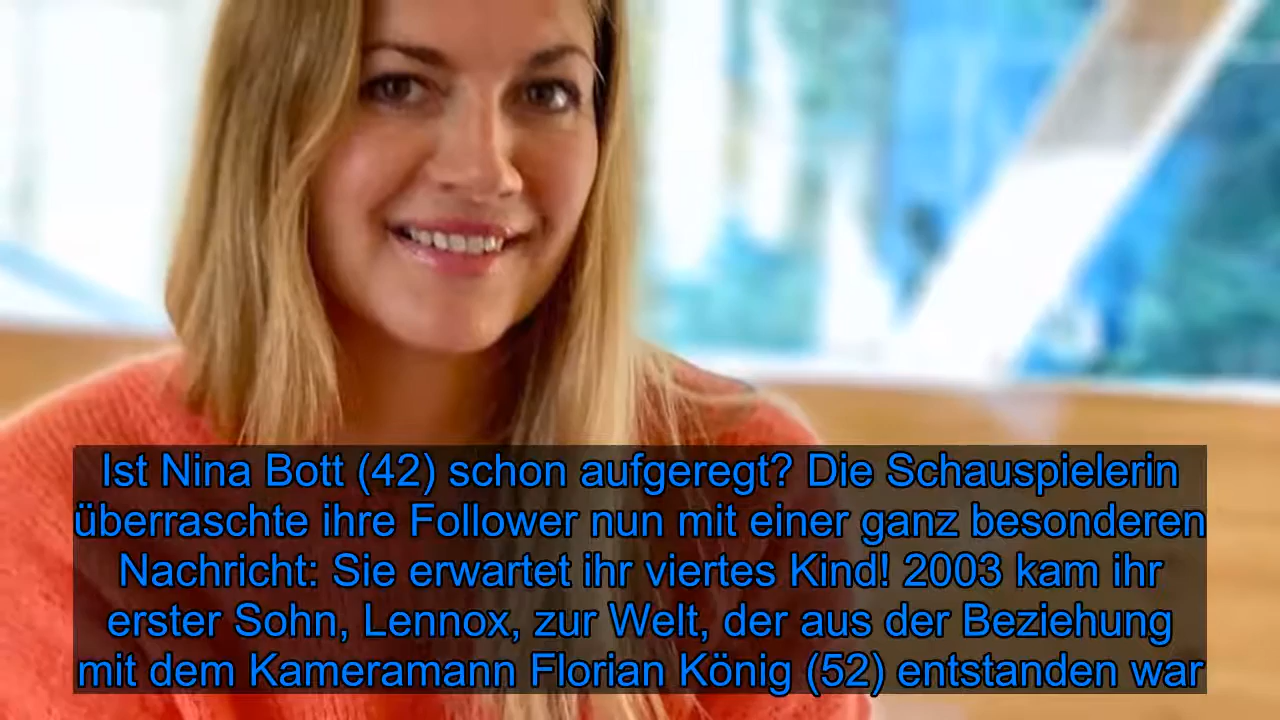 Ist Nina Bott (42) schon aufgeregt? Die Schauspielerin
überraschte ihre Follower nun mit einer ganz besonderen
Nachricht: Sie erwartet ihr viertes Kind! 2003 kam ihr
erster Sohn, Lennox, zur Welt, der aus der Beziehung
mit dem Kameramann Florian König (52) entstanden war